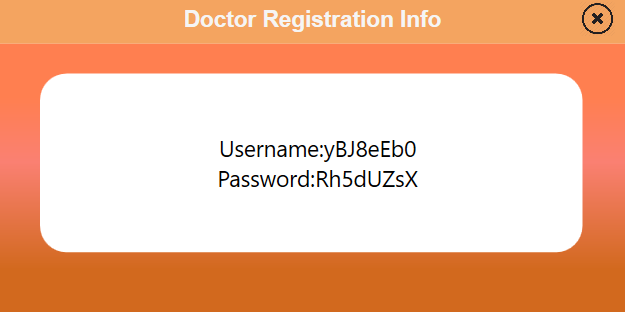 Doctor Registration Info
Username:yBJ8eEb0
Password:Rh5dUZsX